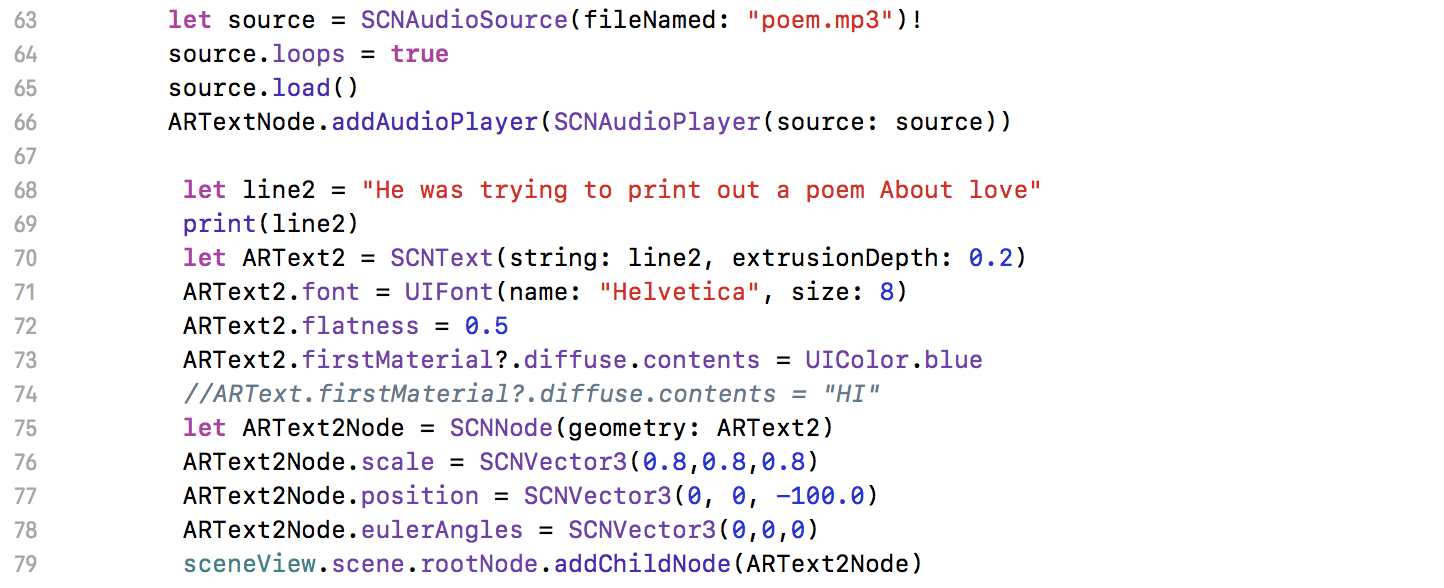 63 let source = SCNAudioSource(fileNamed: "poem.mp3")!
64 source.loops = true
65 source.load()
66 ARTextNode.addAudioPlayer(SCNAudioPlayer(source: source))
67
68 let line2 = "He was trying to print out a poem About love"
69 print(line2)
70 let ARText2 = SCNText(string: line2, extrusionDepth: 0.2)
71 ARText2.font = UIFont(name: "Helvetica", size: 8)
72 ARText2.flatness = 0.5
73 ARText2.firstMaterial?.diffuse.contents = UIColor.blue
74 //ARText.firstMaterial?.diffuse.contents = "HI"
75 let ARText2Node = SCNNode(geometry: ARText2)
76 ARText2Node.scale = SCNVector3(0.8,0.8,0.8)
77 ARText2Node.position = SCNVector3(0, 0, -100.0)
78 ARText2Node.eulerAngles = SCNVector3(0,0,0)
79 sceneView.scene.rootNode.addChildNode(ARText2Node)